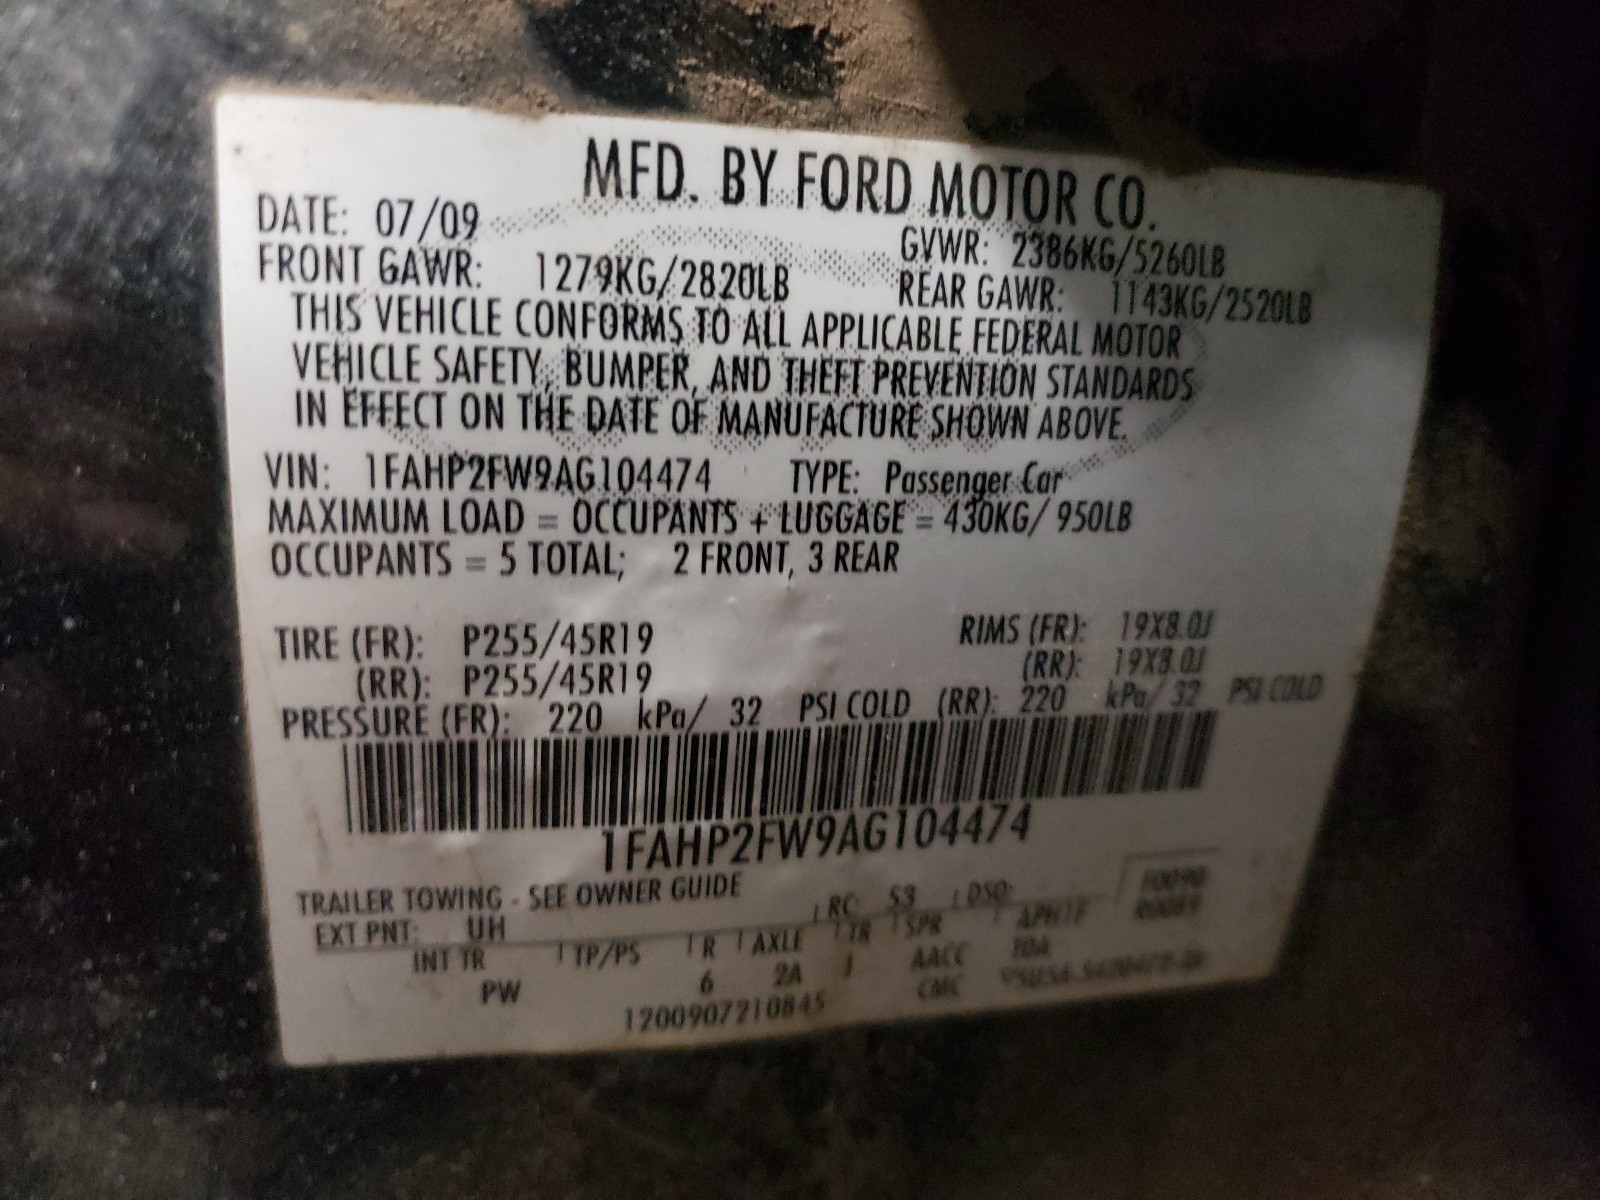 MFD. BY FORD MOTOR CO.
DATE: 07/09 GVWR: 2386KG/5260LB
FRONT GAWR: 1279KG/2820LB REAR GAWR: 1143KG/2520LB
THIS VEHICLE CONFORMS TO ALL APPLICABLE FEDERAL MOTOR
VEHICLE SAFETY, BUMPER, AND THEFT PREVENTION STANDARDS
IN EFFECT ON THE DATE OF MANUFACTURE SHOWN ABOVE.
VIN: 1FAHP2FW9AG104474 TYPE: Passenger Car
MAXIMUM LOAD = OCCUPANTS + LUGGAGE = 430KG/ 950LB
OCCUPANTS = 5 TOTAL; 2 FRONT, 3 REAR
TIRE (FR): P255/45R19 RIMS (FR): 19X8.0J
(RR): P255/45R19 (RR): 19X8.0J
PRESSURE (FR): 220 kPa/ 32 PSI COLD (RR): 220 kPa/ 32 PSI COLD
1FAHP2FW9AG104474
TRAILER TOWING - SEE OWNER GUIDE
EXT PNT: UH RC: 53 DSO:
INT TR TP/PS R AXLE TR SPR
PW 6 2A J AACC
1200907210845 CMC